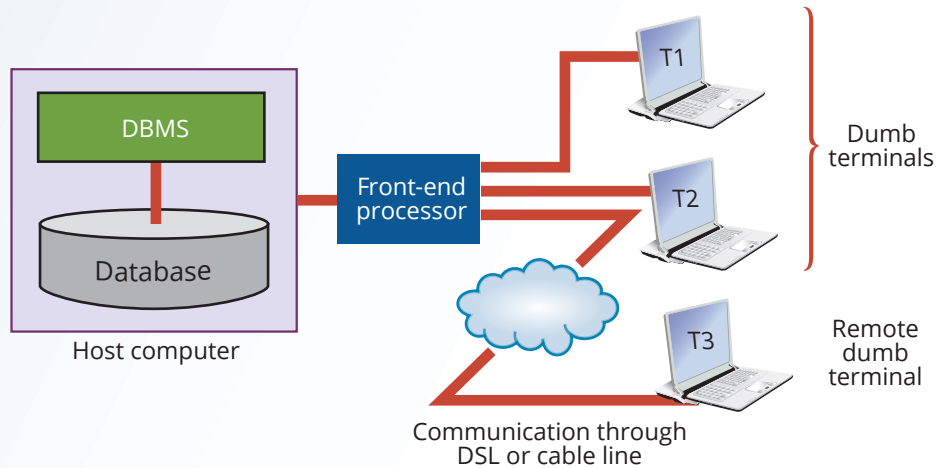 DBMS
Database
Host computer
Front-end
processor
T1
T2
T3
Dumb
terminals
Remote
dumb
terminal
Communication through
DSL or cable line